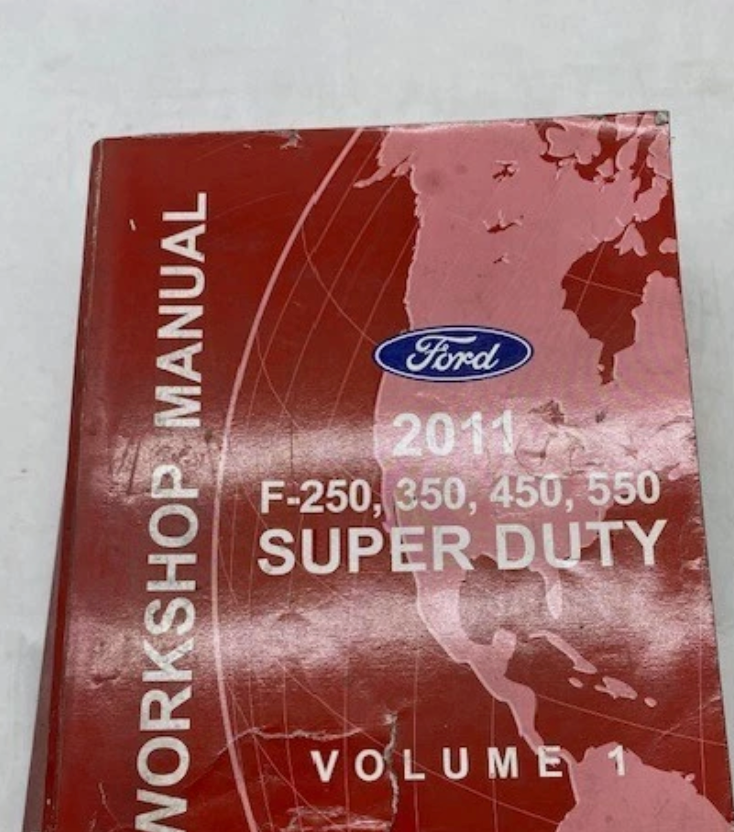 WORKSHOP MANUAL
Ford
2011
F-250, 350, 450, 550
SUPER DUTY
VOLUME 1